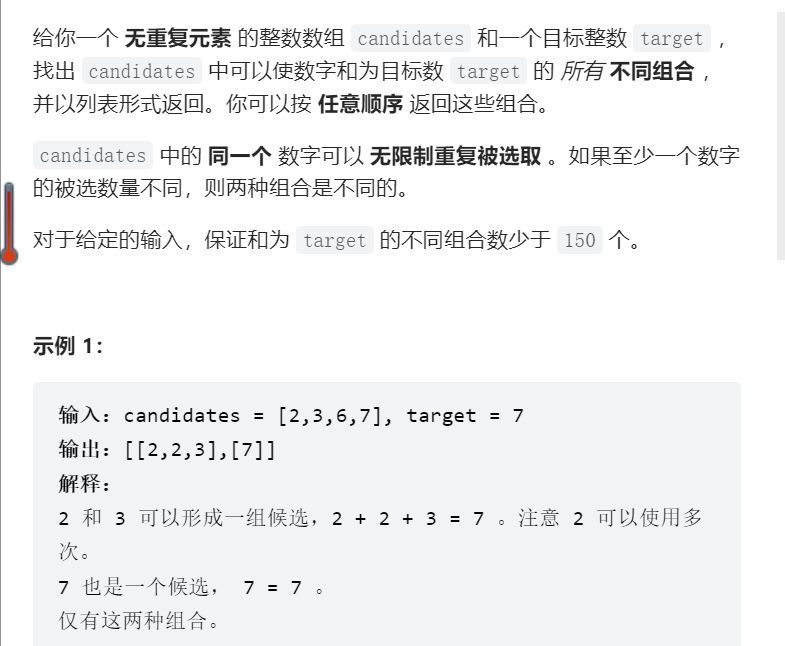 给你一个 无重复元素 的整数数组 candidates 和一个目标整数 target ，
找出 candidates 中可以使数字和为目标数 target 的 所有 不同组合 ，
并以列表形式返回。你可以按 任意顺序 返回这些组合。
candidates 中的 同一个 数字可以 无限制重复被选取 。如果至少一个数字
的被选数量不同，则两种组合是不同的。
对于给定的输入，保证和为 target 的不同组合数少于 150 个。
示例 1：
输入：candidates = [2,3,6,7], target = 7
输出：[[2,2,3],[7]]
解释：
2 和 3 可以形成一组候选，2 + 2 + 3 = 7 。注意 2 可以使用多
次。
7 也是一个候选， 7 = 7 。
仅有这两种组合。